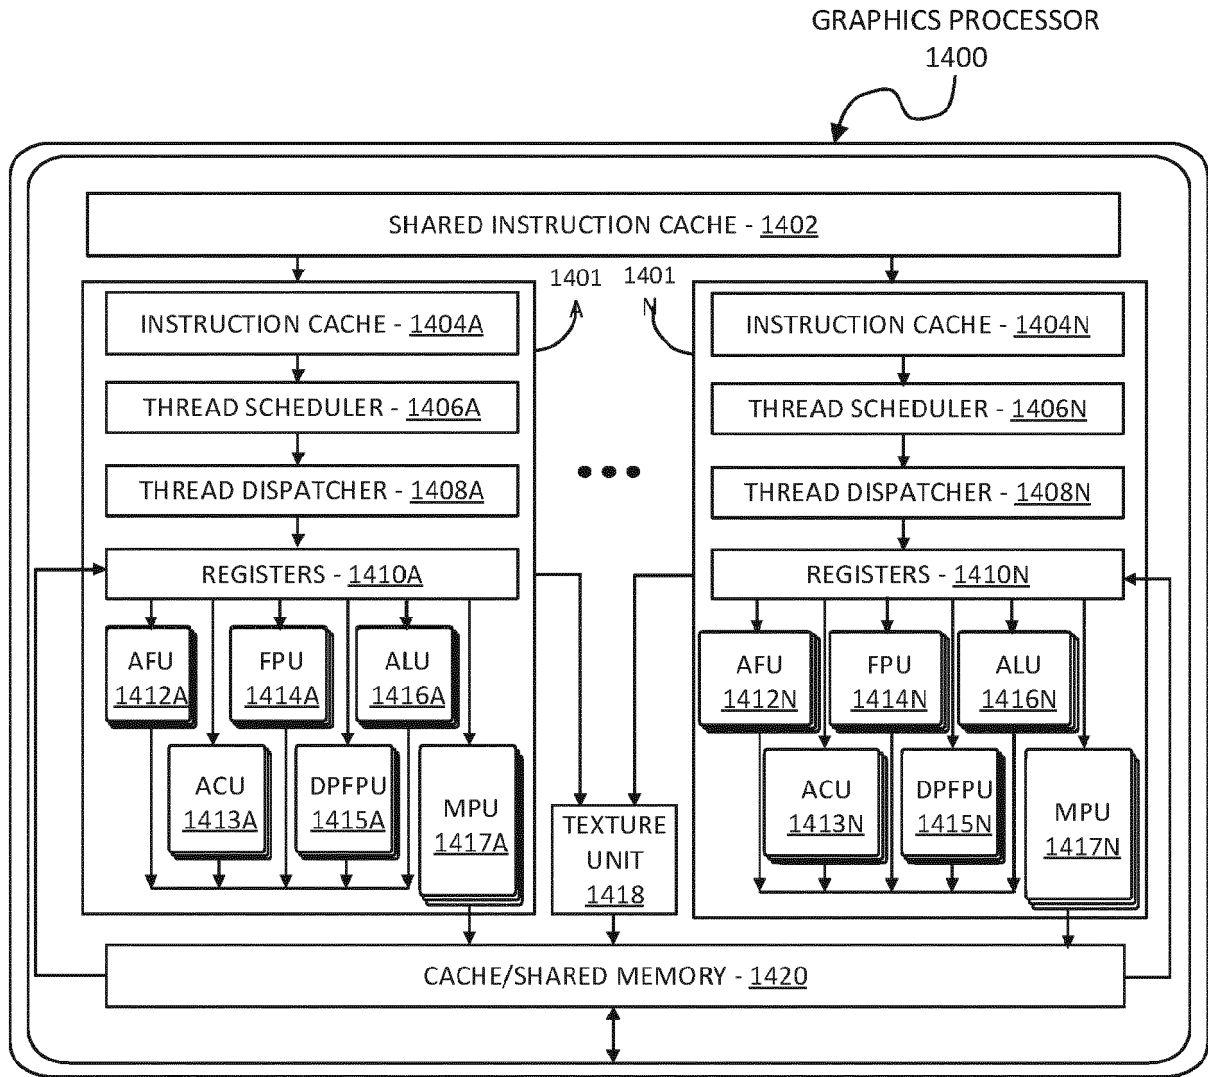 GRAPHICS PROCESSOR
1400
SHARED INSTRUCTION CACHE - 1402
1401
A
1401
N
INSTRUCTION CACHE - 1404A
THREAD SCHEDULER - 1406A
THREAD DISPATCHER - 1408A
REGISTERS - 1410A
AFU
1412A
FPU
1414A
ALU
1416A
ACU
1413A
DPFPU
1415A
MPU
1417A
INSTRUCTION CACHE - 1404N
THREAD SCHEDULER - 1406N
THREAD DISPATCHER - 1408N
REGISTERS - 1410N
AFU
1412N
FPU
1414N
ALU
1416N
ACU
1413N
DPFPU
1415N
MPU
1417N
TEXTURE
UNIT
1418
CACHE/SHARED MEMORY - 1420